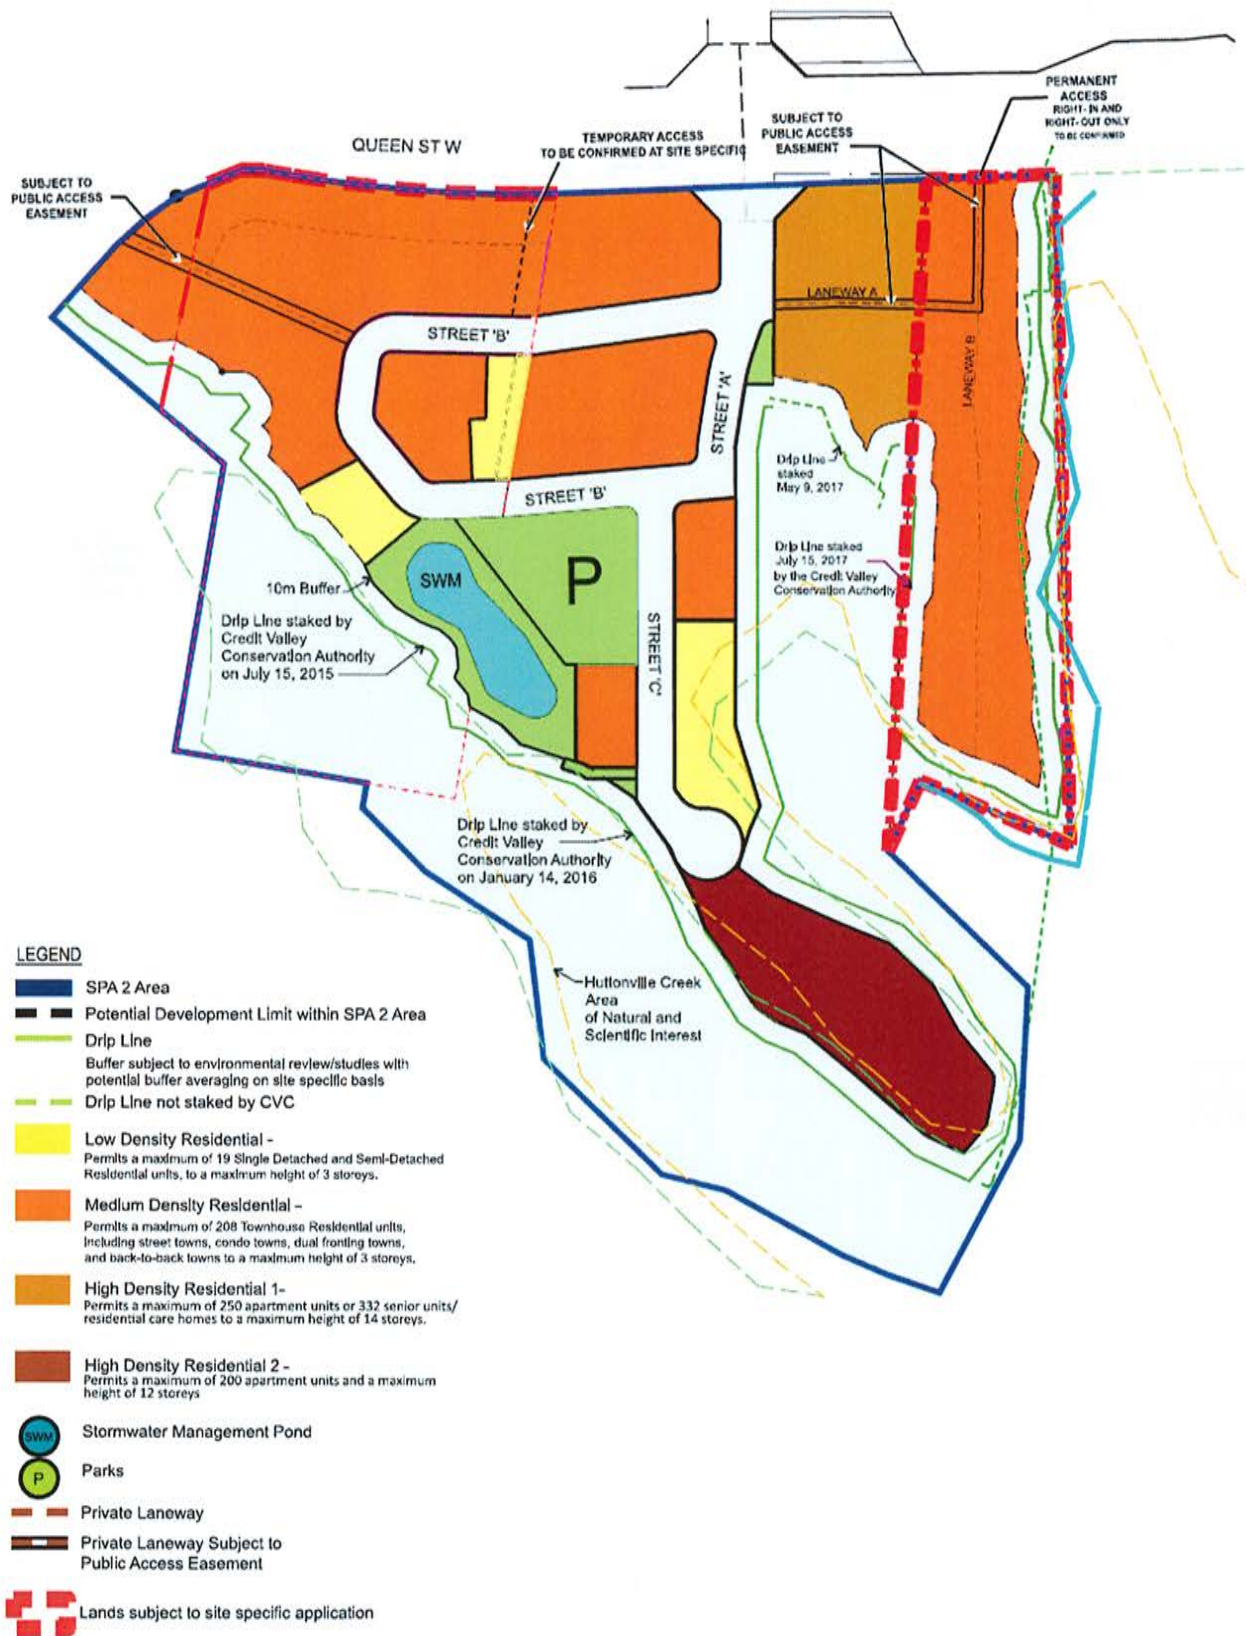 QUEEN ST W
SUBJECT TO
PUBLIC ACCESS
EASEMENT
TEMPORARY ACCESS
TO BE CONFIRMED AT SITE SPECIFIC
SUBJECT TO
PUBLIC ACCESS
EASEMENT
PERMANENT
ACCESS
RIGHT- IN AND
RIGHT- OUT ONLY
TO BE CONFIRMED
STREET 'B'
STREET 'A'
LANEWAY A
LANEWAY B
STREET 'B'
Drip Line
staked
May 9, 2017
Drip Line staked
July 15, 2017
by the Credit Valley
Conservation Authority
SWM
P
STREET 'C'
10m Buffer
Drip Line staked by
Credit Valley
Conservation Authority
on July 15, 2015
Drip Line staked by
Credit Valley
Conservation Authority
on January 14, 2016
Huttonville Creek
Area
of Natural and
Scientific Interest
LEGEND
SPA 2 Area
Potential Development Limit within SPA 2 Area
Drip Line
Buffer subject to environmental review/studies with
potential buffer averaging on site specific basis
Drip Line not staked by CVC
Low Density Residential -
Permits a maximum of 19 Single Detached and Semi-Detached
Residential units, to a maximum height of 3 storeys.
Medium Density Residential -
Permits a maximum of 208 Townhouse Residential units,
including street towns, condo towns, dual fronting towns,
and back-to-back towns to a maximum height of 3 storeys.
High Density Residential 1-
Permits a maximum of 250 apartment units or 332 senior units/
residential care homes to a maximum height of 14 storeys.
High Density Residential 2 -
Permits a maximum of 200 apartment units and a maximum
height of 12 storeys
SWM
Stormwater Management Pond
P
Parks
Private Laneway
Private Laneway Subject to
Public Access Easement
Lands subject to site specific application